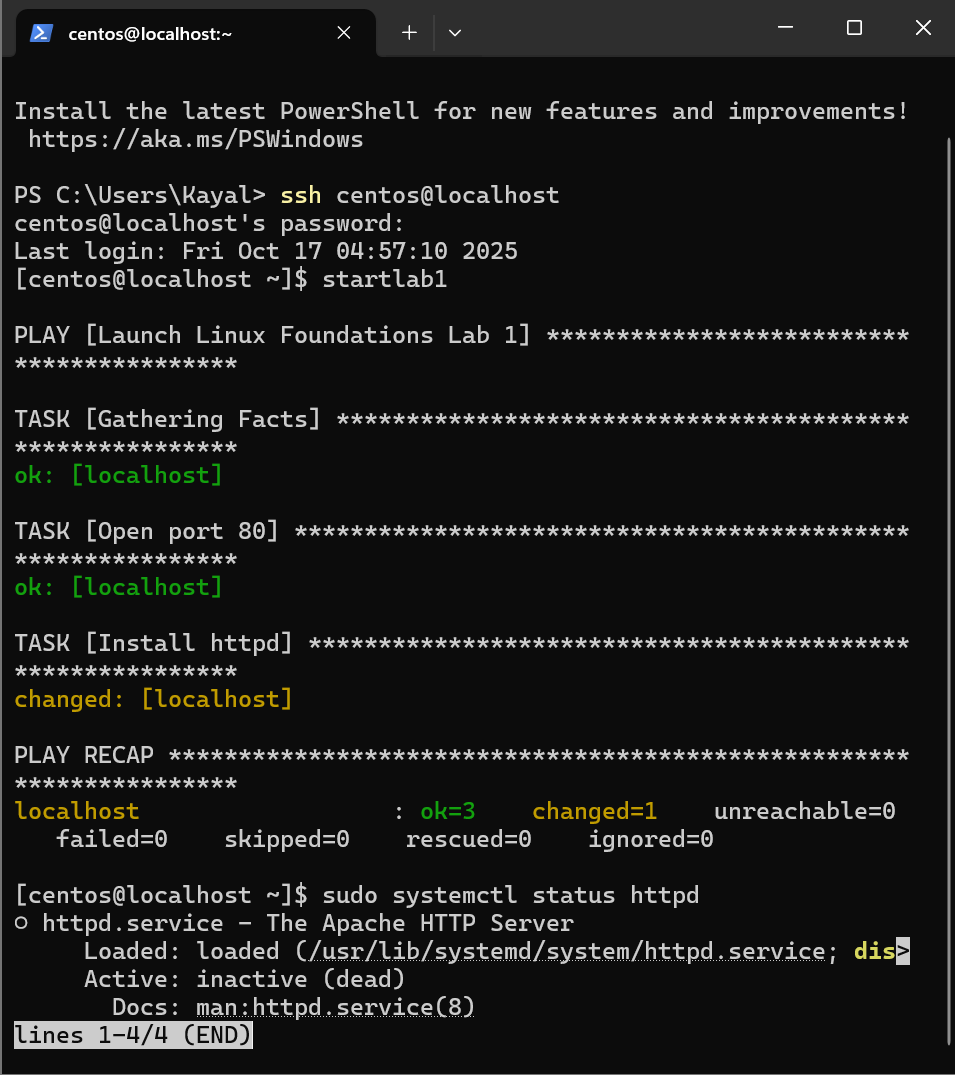 centos@localhost:~
Install the latest PowerShell for new features and improvements!
 https://aka.ms/PSWindows
PS C:\Users\Kayal> ssh centos@localhost
centos@localhost's password:
Last login: Fri Oct 17 04:57:10 2025
[centos@localhost ~]$ startlab1
PLAY [Launch Linux Foundations Lab 1] **************************
****************
TASK [Gathering Facts] *****************************************
****************
ok: [localhost]
TASK [Open port 80] ********************************************
****************
ok: [localhost]
TASK [Install httpd] *******************************************
****************
changed: [localhost]
PLAY RECAP *****************************************************
****************
localhost                  : ok=3    changed=1    unreachable=0
   failed=0    skipped=0    rescued=0    ignored=0
[centos@localhost ~]$ sudo systemctl status httpd
○ httpd.service - The Apache HTTP Server
     Loaded: loaded (/usr/lib/systemd/system/httpd.service; dis>
     Active: inactive (dead)
       Docs: man:httpd.service(8)
lines 1-4/4 (END)